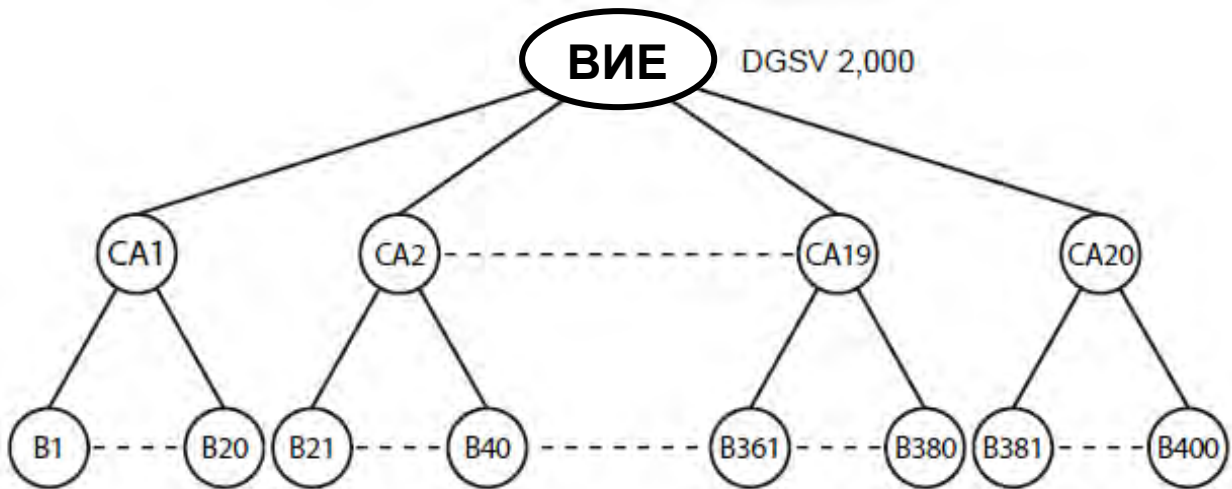 ВИЕ DGSV 2,000
CA1 CA2 CA19 CA20
B1 B20 B21 B40 B361 B380 B381 B400